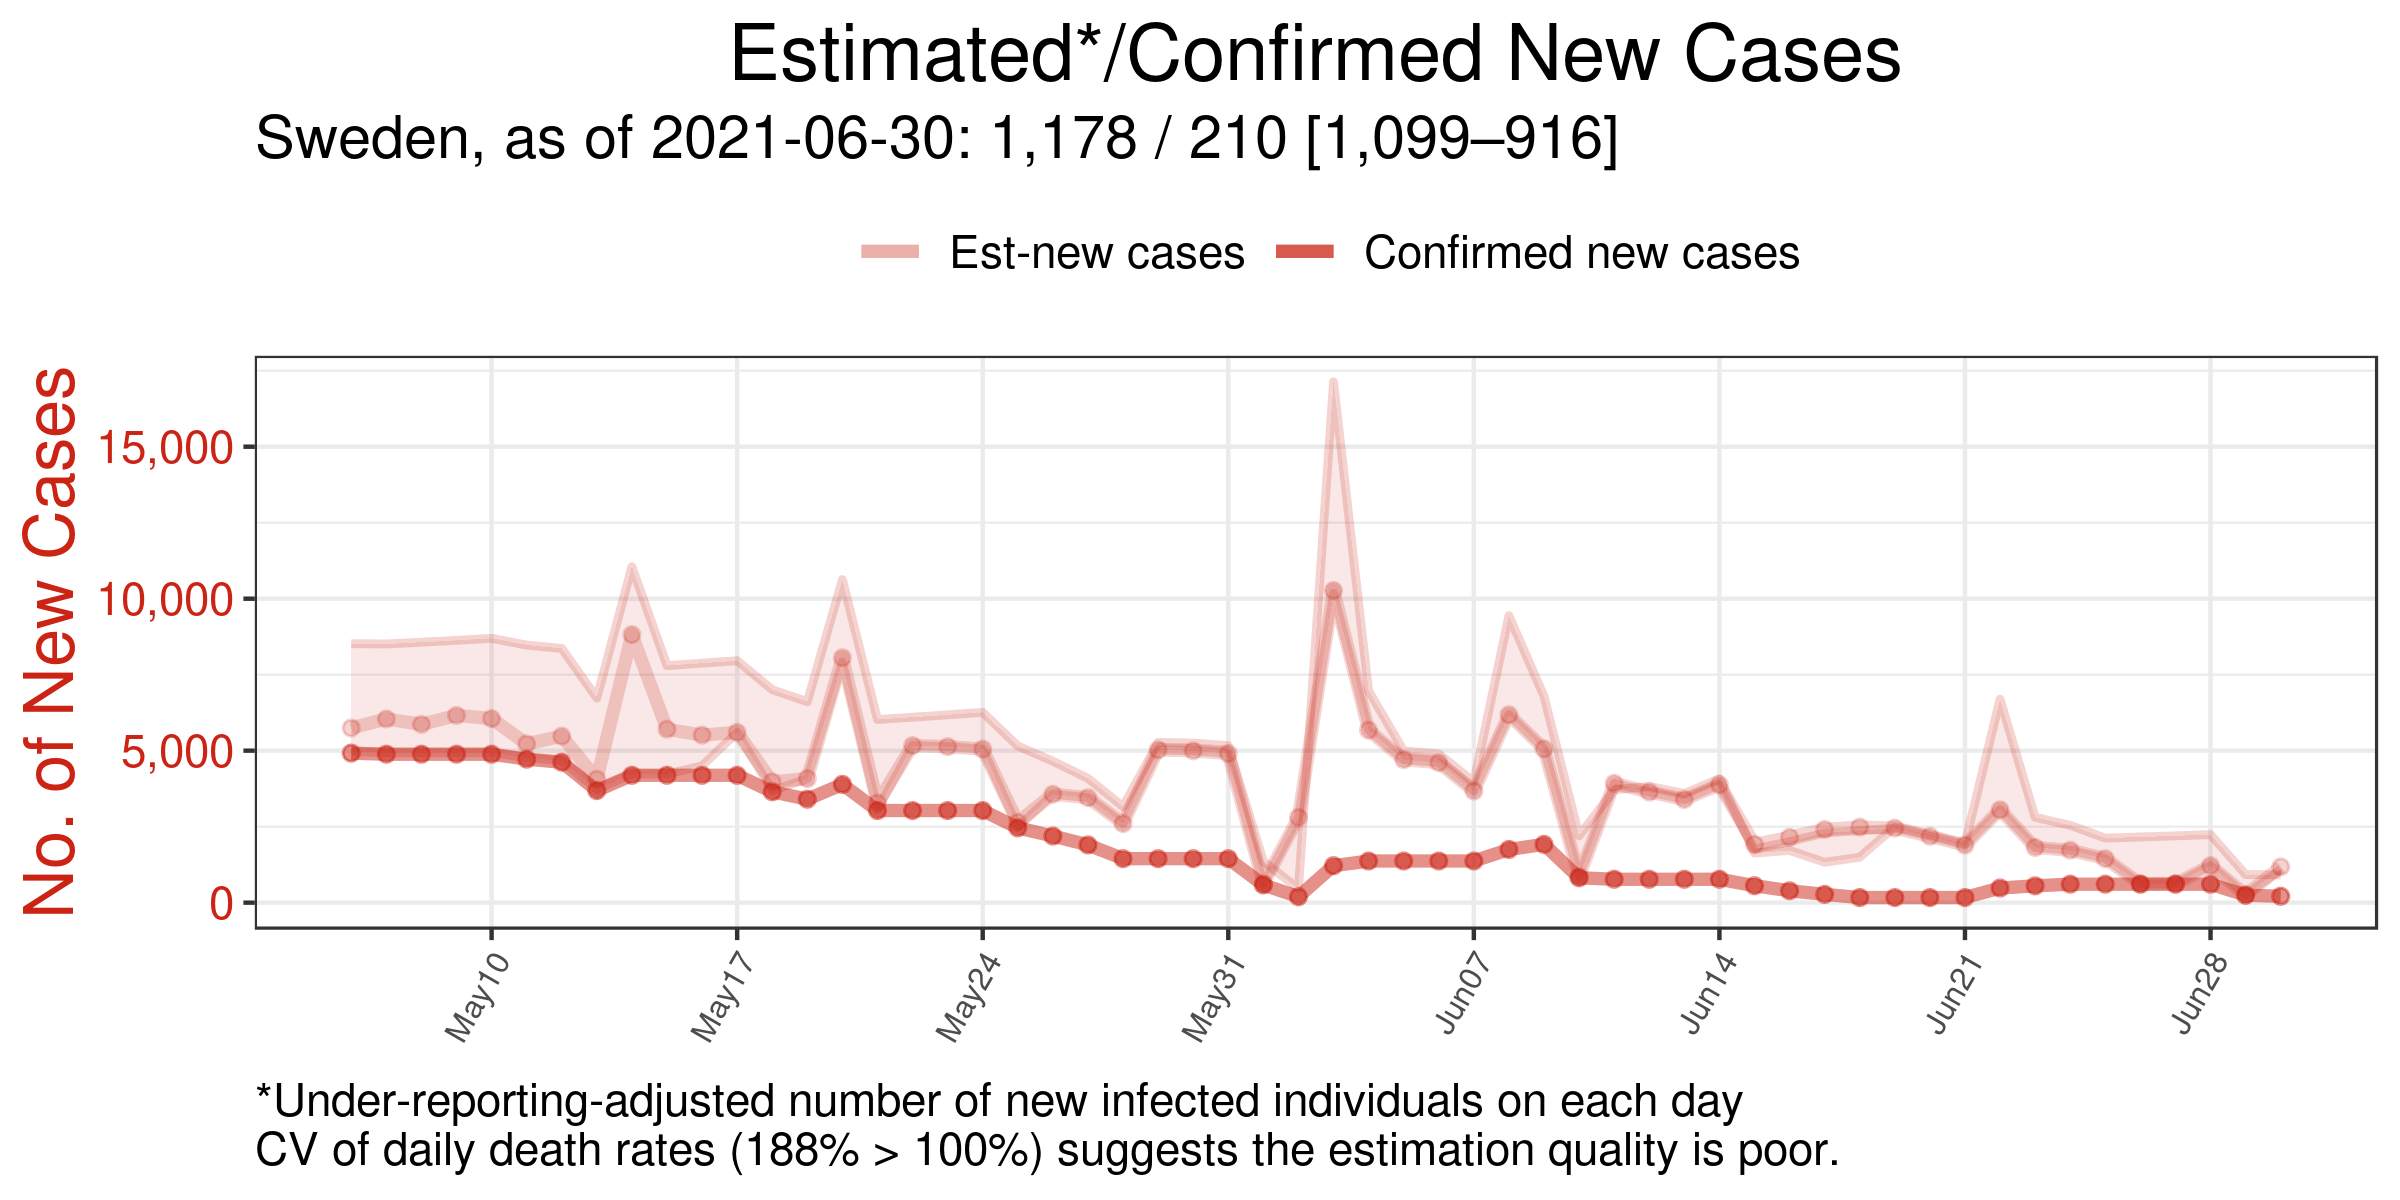 Estimated*/Confirmed New Cases
Sweden, as of 2021-06-30: 1,178 / 210 [1,099–916]
Est-new cases
Confirmed new cases
No. of New Cases
15,000
10,000
5,000
0
May10
May17
May24
May31
Jun07
Jun14
Jun21
Jun28
*Under-reporting-adjusted number of new infected individuals on each day
CV of daily death rates (188% > 100%) suggests the estimation quality is poor.